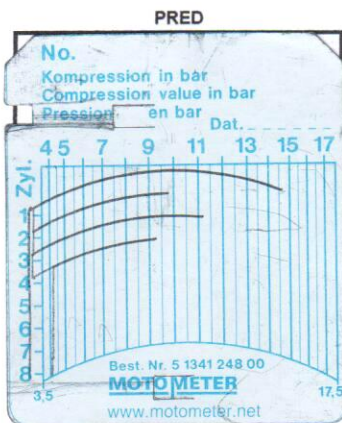 PRED
No.
Kompression in bar
Compression value in bar
Pression en bar
Dat.
4 5 7 9 11 13 15 17
Zyl.
1
2
3
4
5
6
7
8
Best. Nr. 5 1341 248 00
MOTOMETER
3,5 17,5
www.motometer.net